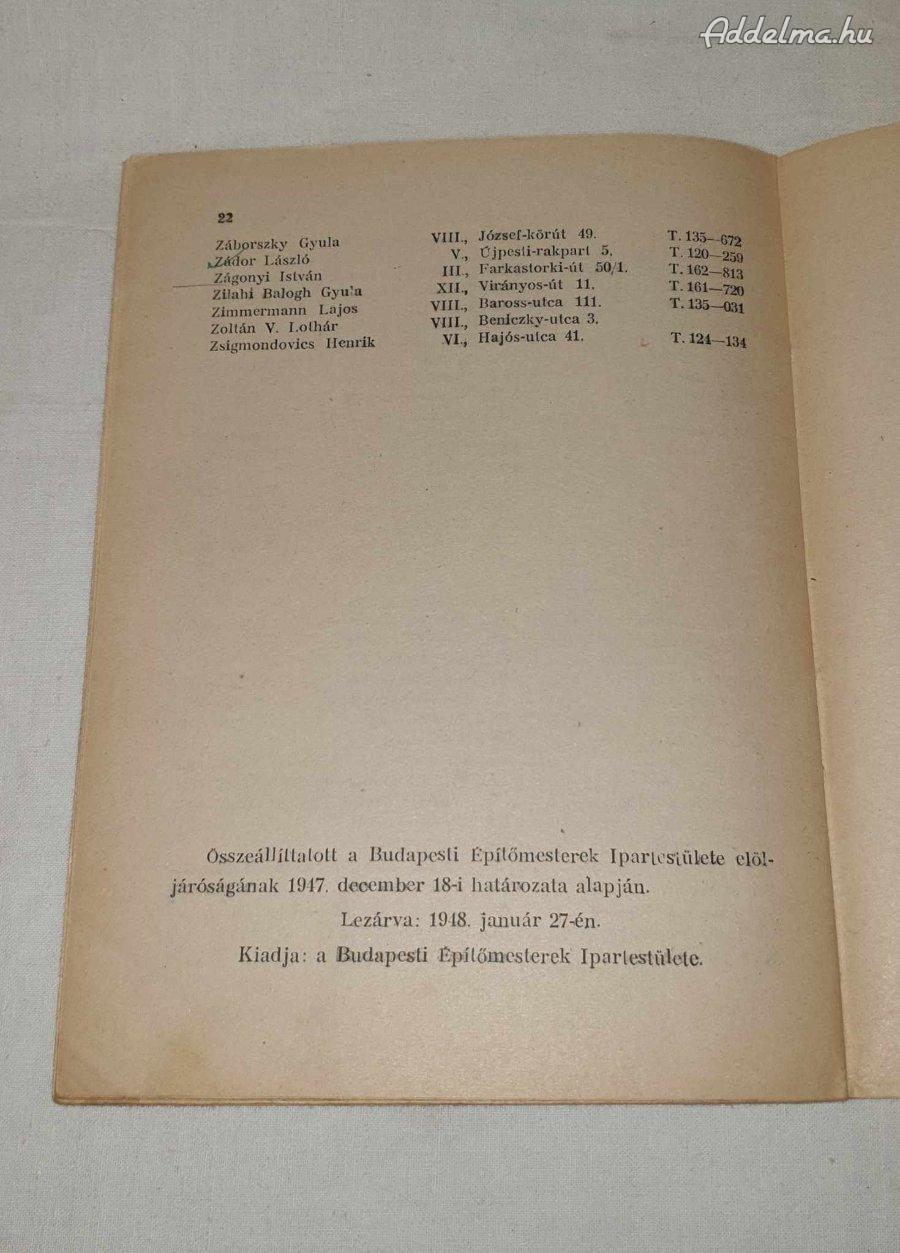 Addelma.hu
22
Záborszky Gyula VIII., József-körút 49. T. 135—672
Zádor László V., Újpesti-rakpart 5. T. 120—259
Zágonyi István III., Farkastorki-út 50/1. T. 162—813
Zilahi Balogh Gyula XII., Virányos-út 11. T. 161—720
Zimmermann Lajos VIII., Baross-utca 111. T. 135—031
Zoltán V. Lothár VIII., Beniczky-utca 3.
Zsigmondovics Henrik VI., Hajós-utca 41. T. 124—134
Összeállíttatott a Budapesti Építőmesterek Ipartestülete elöl-
járóságának 1947. december 18-i határozata alapján.
Lezárva: 1948. január 27-én.
Kiadja: a Budapesti Építőmesterek Ipartestülete.